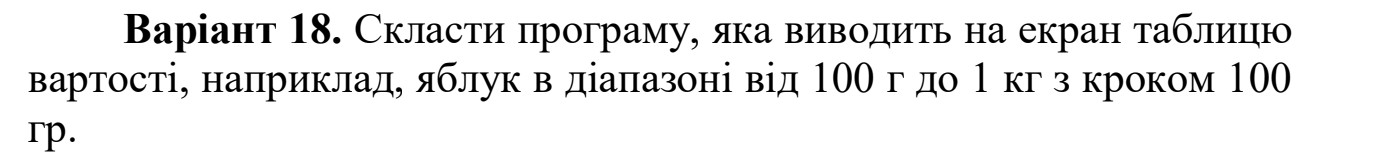 Варіант 18. Скласти програму, яка виводить на екран таблицю
вартості, наприклад, яблук в діапазоні від 100 г до 1 кг з кроком 100
гр.